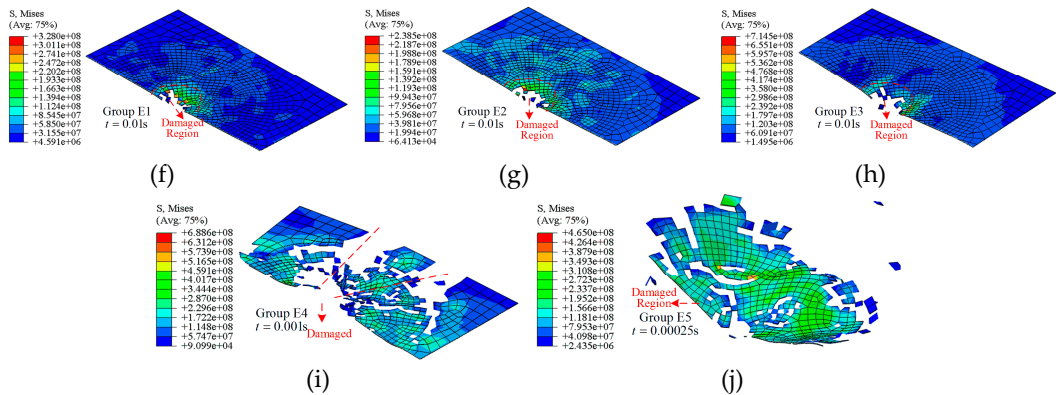 S, Mises
(Avg: 75%)
+3.280e+08
+3.011e+08
+2.741e+08
+2.472e+08
+2.202e+08
+1.933e+08
+1.663e+08
+1.394e+08
+1.124e+08
+8.545e+07
+5.850e+07
+3.155e+07
+4.591e+06
Group E1
t = 0.01s
Damaged
Region
(f)
S, Mises
(Avg: 75%)
+2.385e+08
+2.187e+08
+1.988e+08
+1.789e+08
+1.591e+08
+1.392e+08
+1.193e+08
+9.943e+07
+7.956e+07
+5.968e+07
+3.981e+07
+1.994e+07
+6.413e+04
Group E2
t = 0.01s
Damaged
Region
(g)
S, Mises
(Avg: 75%)
+7.145e+08
+6.551e+08
+5.957e+08
+5.362e+08
+4.768e+08
+4.174e+08
+3.580e+08
+2.986e+08
+2.392e+08
+1.797e+08
+1.203e+08
+6.091e+07
+1.495e+06
Group E3
t = 0.01s
Damaged
Region
(h)
S, Mises
(Avg: 75%)
+6.886e+08
+6.312e+08
+5.739e+08
+5.165e+08
+4.591e+08
+4.017e+08
+3.444e+08
+2.870e+08
+2.296e+08
+1.722e+08
+1.148e+08
+5.747e+07
+9.099e+04
Group E4
t = 0.001s
Damaged
(i)
S, Mises
(Avg: 75%)
+4.650e+08
+4.264e+08
+3.879e+08
+3.493e+08
+3.108e+08
+2.723e+08
+2.337e+08
+1.952e+08
+1.566e+08
+1.181e+08
+7.953e+07
+4.098e+07
+2.435e+06
Damaged
Region
Group E5
t = 0.00025s
(j)